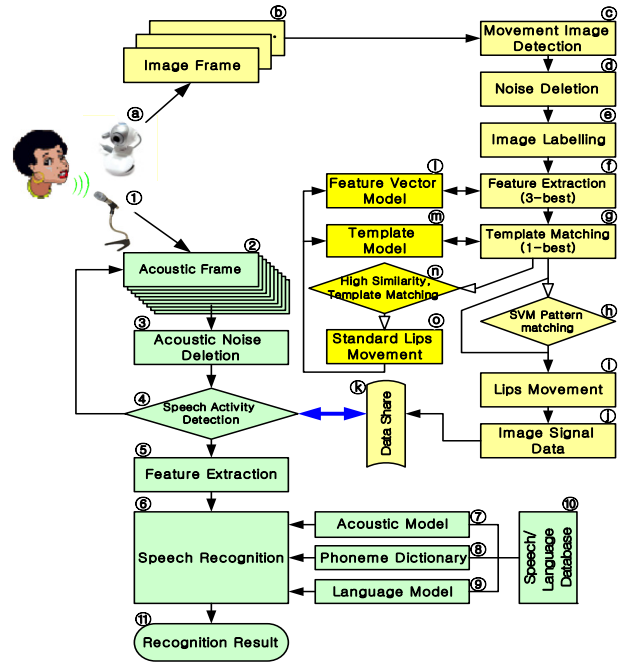 ⓑ
Image Frame
ⓐ
①
ⓒ
Movement Image
Detection
ⓓ
Noise Deletion
ⓔ
Image Labelling
ⓕ
Feature Extraction
(3-best)
ⓖ
Template Matching
(1-best)
ⓗ
SVM Pattern
matching
ⓘ
Lips Movement
ⓙ
Image Signal
Data
ⓛ
Feature Vector
Model
ⓜ
Template
Model
ⓝ
High Similarity,
Template Matching
ⓞ
Standard Lips
Movement
ⓚ
Data Share
②
Acoustic Frame
③
Acoustic Noise
Deletion
④
Speech Activity
Detection
⑤
Feature Extraction
⑥
Speech Recognition
⑦
Acoustic Model
⑧
Phoneme Dictionary
⑨
Language Model
⑩
Speech/
Language
Database
⑪
Recognition Result